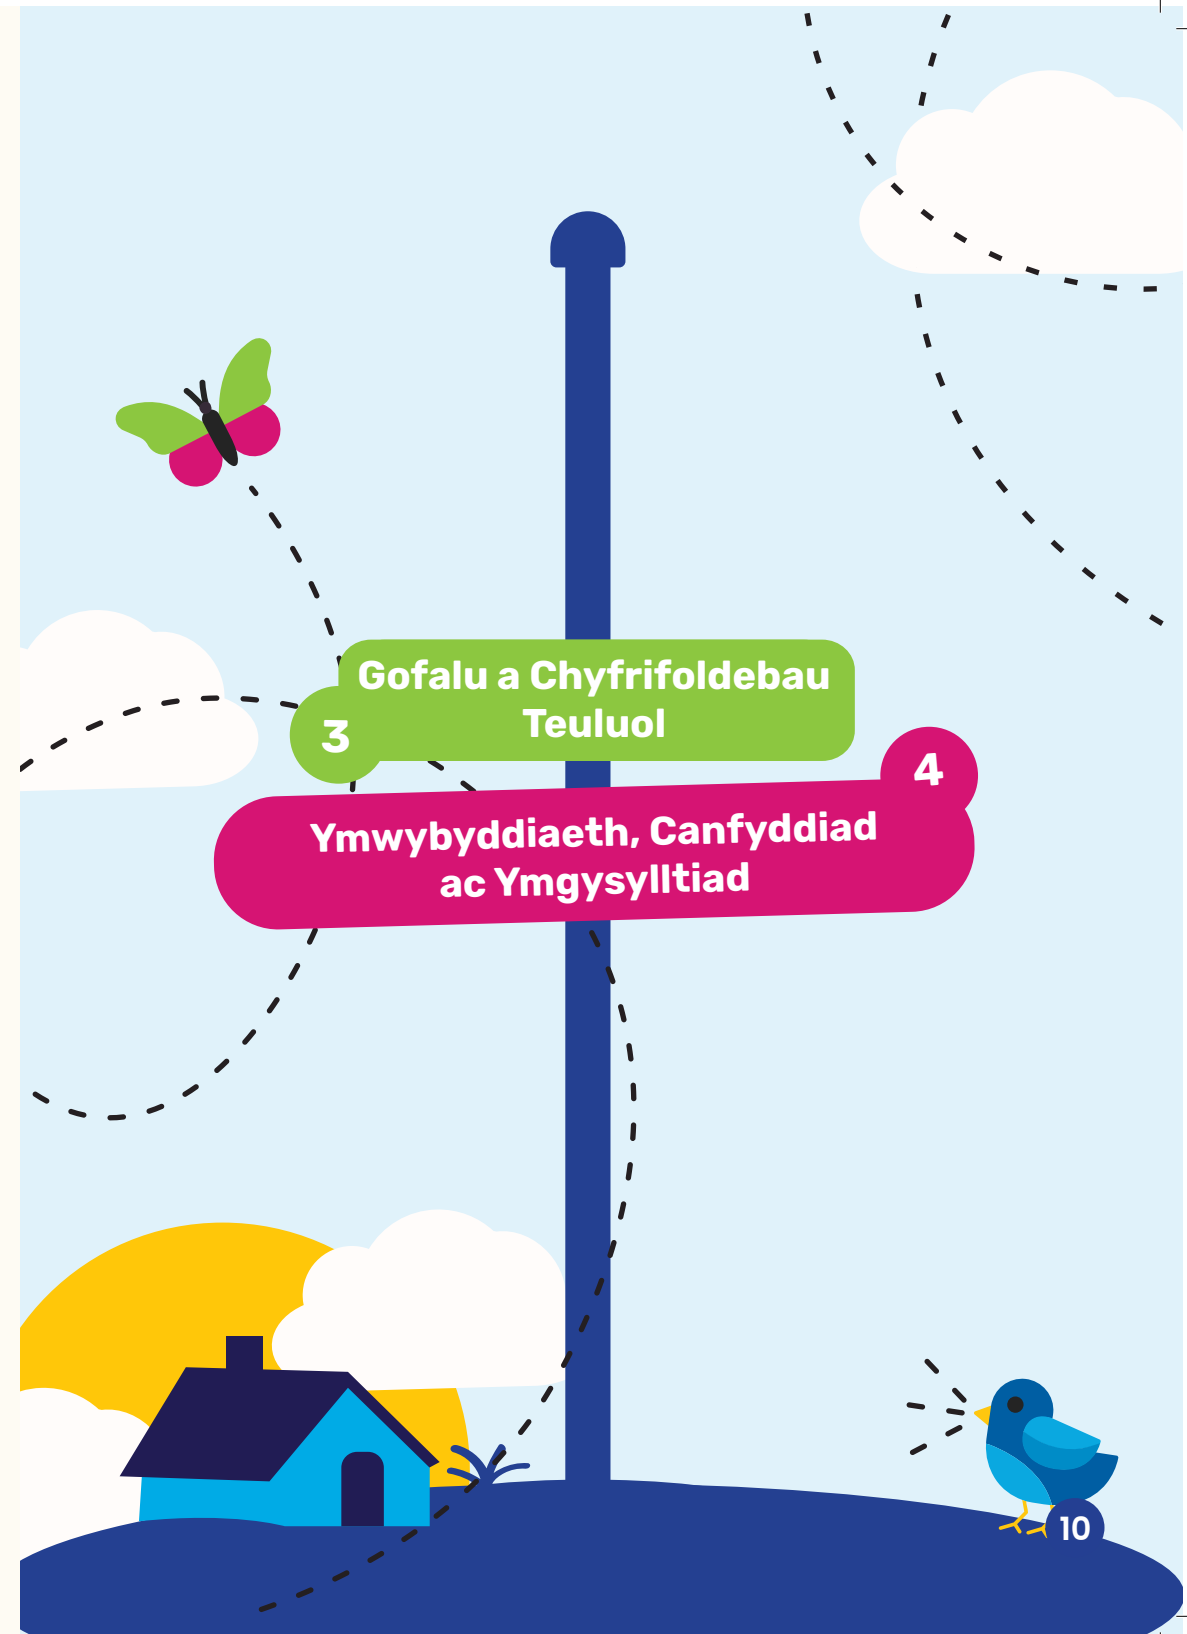 Gofalu a Chyfrifoldebau
Teuluol
3
4
Ymwybyddiaeth, Canfyddiad
ac Ymgysylltiad
10